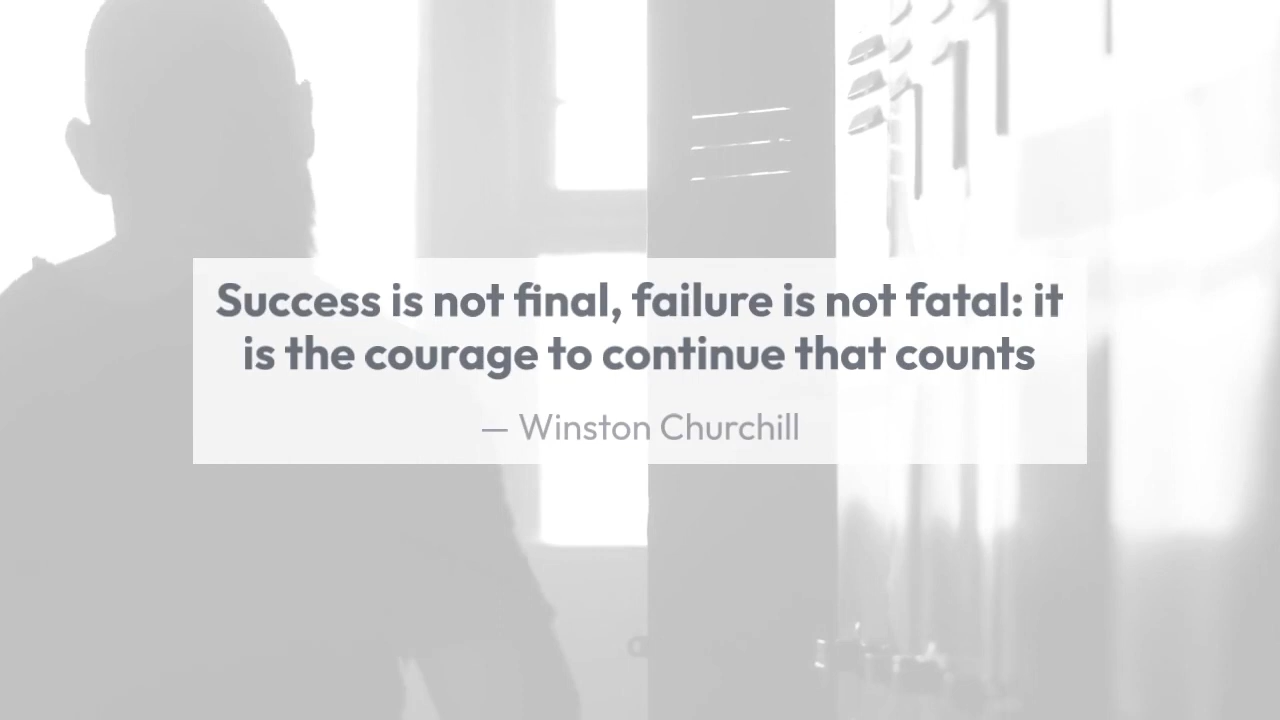 Success is not final, failure is not fatal: it
is the courage to continue that counts
— Winston Churchill